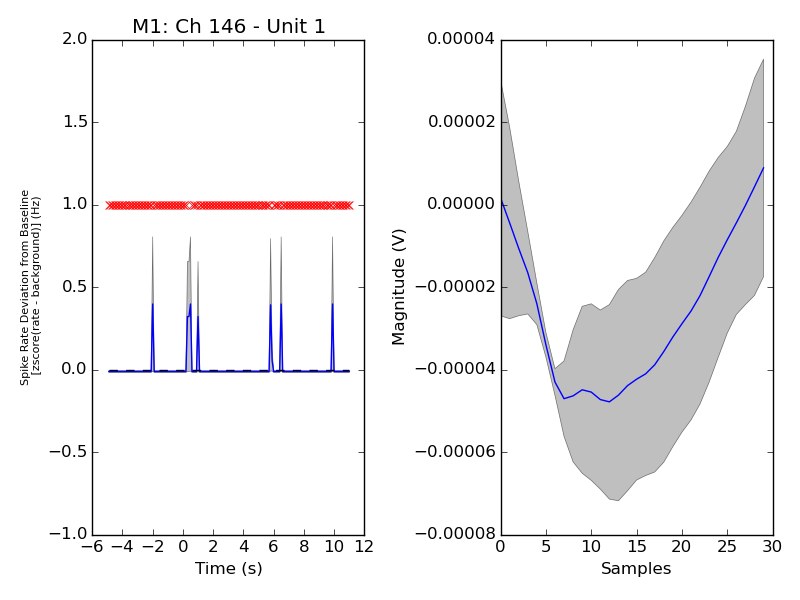 M1: Ch 146 - Unit 1
2.0
1.5
1.0
0.5
0.0
−0.5
−1.0
−6 −4 −2 0 2 4 6 8 10 12
Time (s)
Spike Rate Deviation from Baseline
[zscore(rate - background)] (Hz)
0.00004
0.00002
0.00000
−0.00002
−0.00004
−0.00006
−0.00008
0 5 10 15 20 25 30
Samples
Magnitude (V)